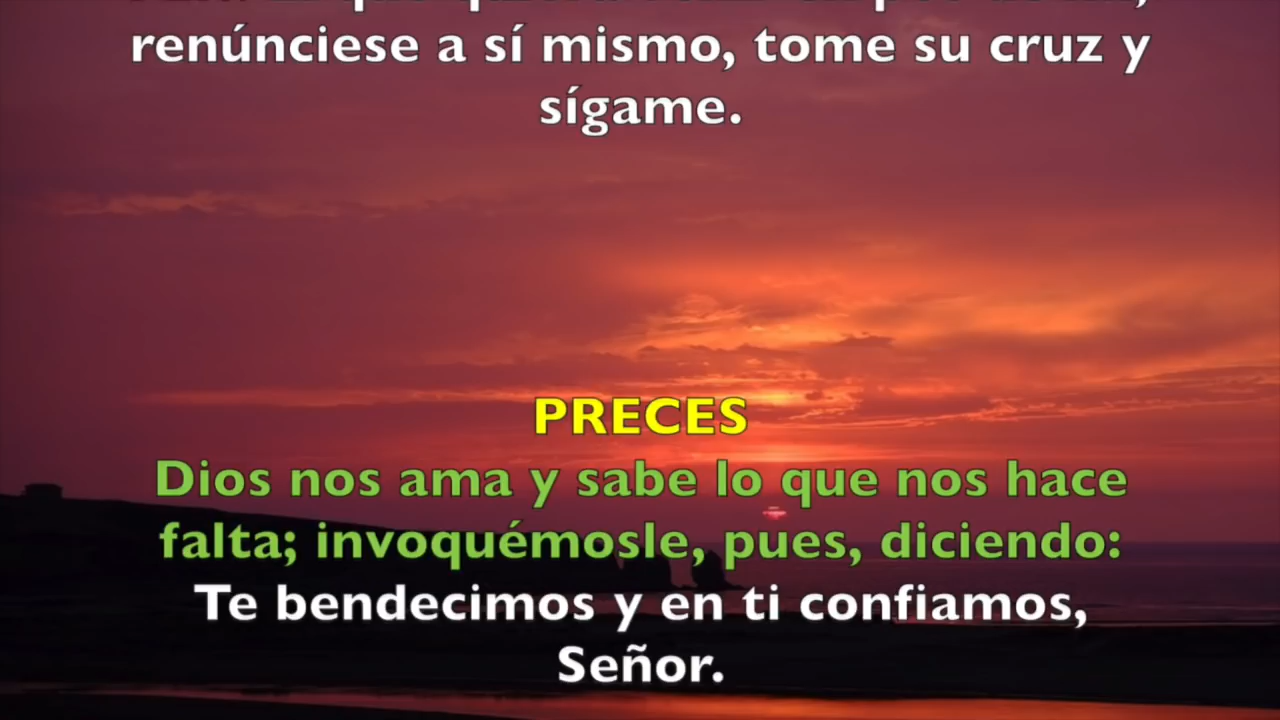 renúnciese a sí mismo, tome su cruz y
sígame.
PRECES
Dios nos ama y sabe lo que nos hace
falta; invoquémosle, pues, diciendo:
Te bendecimos y en ti confiamos,
Señor.